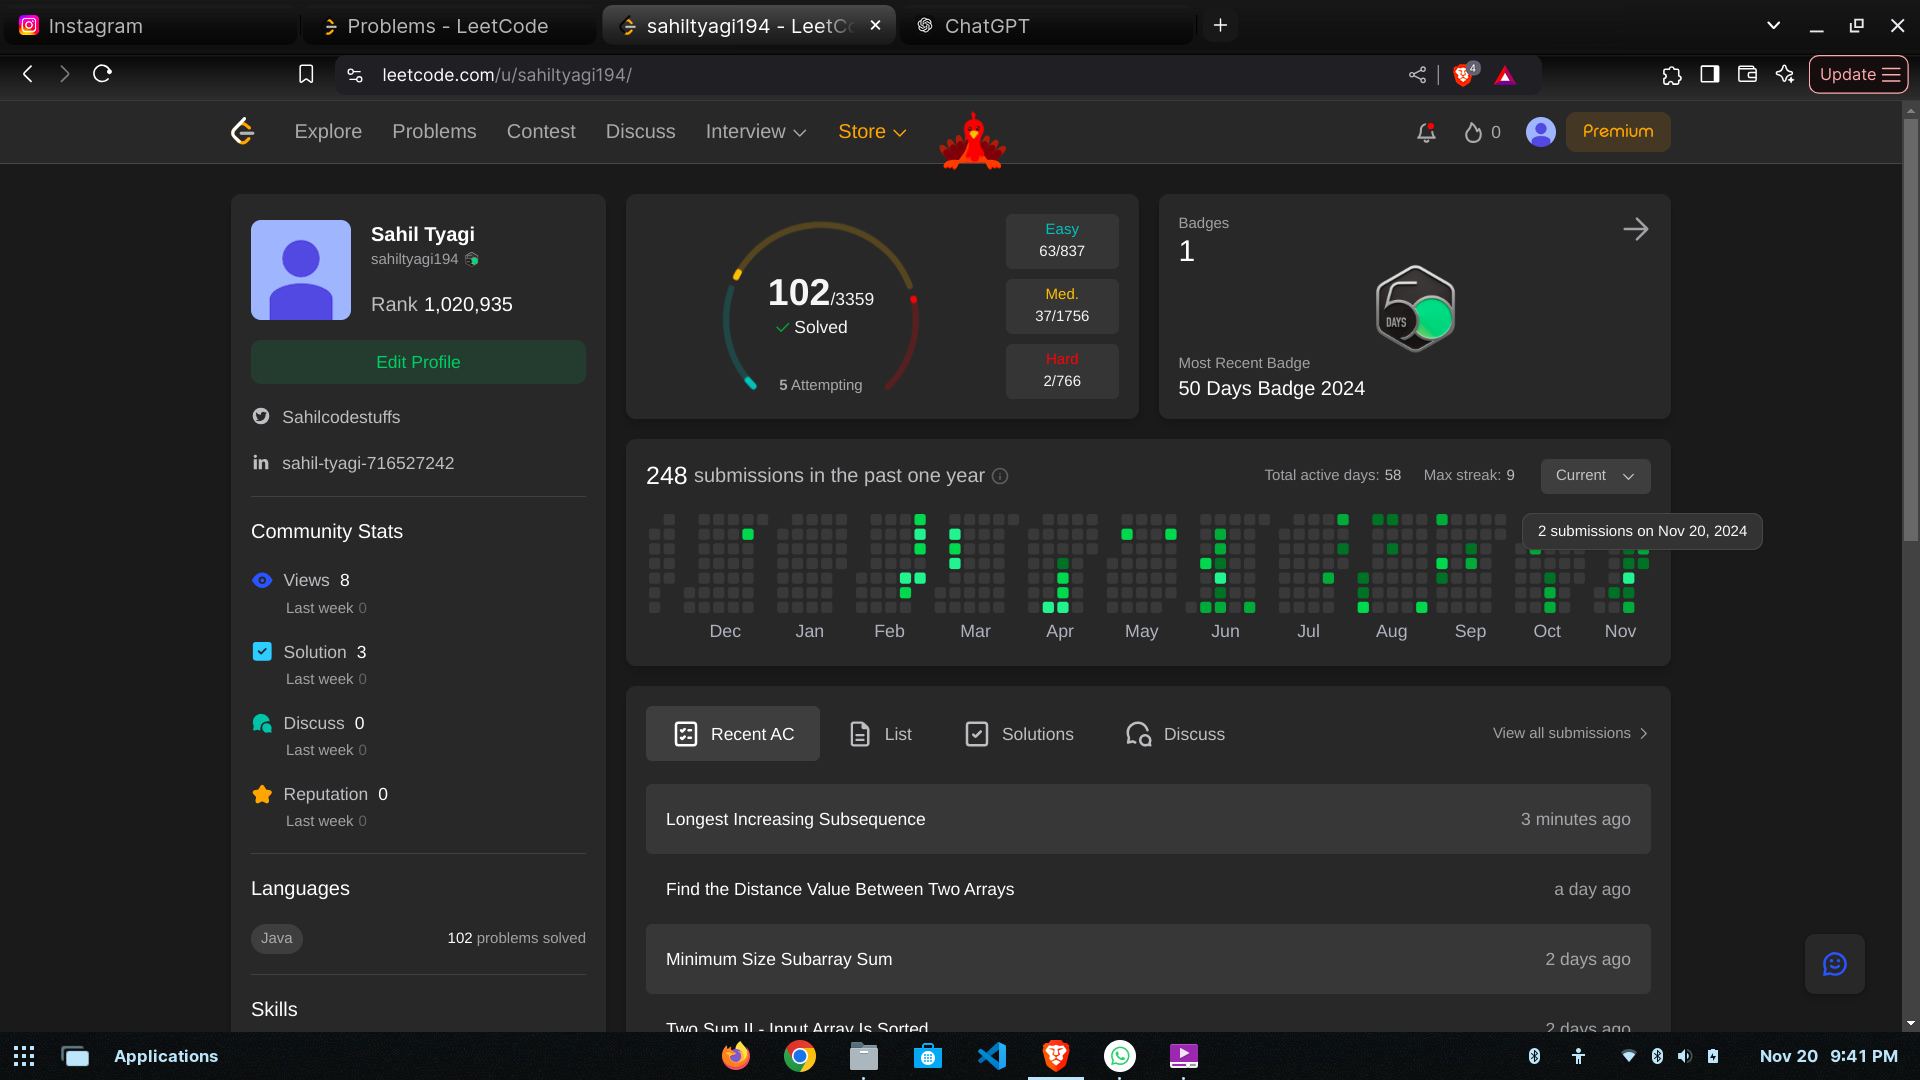 Instagram
Problems - LeetCode
sahiltyagi194 - LeetC
ChatGPT
leetcode.com/u/sahiltyagi194/
4
Update
Explore
Problems
Contest
Discuss
Interview
Store
0
Premium
Sahil Tyagi
sahiltyagi194
Rank 1,020,935
Edit Profile
Sahilcodestuffs
sahil-tyagi-716527242
Community Stats
Views 8
Last week 0
Solution 3
Last week 0
Discuss 0
Last week 0
Reputation 0
Last week 0
Languages
Java
102 problems solved
Skills
102/3359
Solved
5 Attempting
Easy
63/837
Med.
37/1756
Hard
2/766
Badges
1
50
DAYS
Most Recent Badge
50 Days Badge 2024
248 submissions in the past one year
Total active days: 58
Max streak: 9
Current
2 submissions on Nov 20, 2024
Dec
Jan
Feb
Mar
Apr
May
Jun
Jul
Aug
Sep
Oct
Nov
Recent AC
List
Solutions
Discuss
View all submissions
Longest Increasing Subsequence
3 minutes ago
Find the Distance Value Between Two Arrays
a day ago
Minimum Size Subarray Sum
2 days ago
Two Sum II - Input Array Is Sorted
2 days ago
Applications
Nov 20 9:41 PM